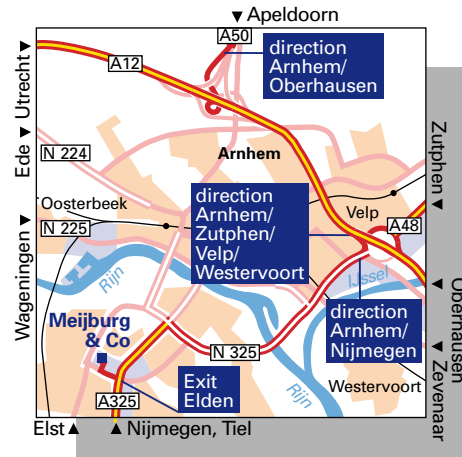 Apeldoorn
A50
A12
direction
Arnhem/
Oberhausen
Utrecht
Ede
N 224
Arnhem
Zutphen
direction
Arnhem/
Zutphen/
Velp/
Westervoort
Oosterbeek
Velp
N 225
A48
Wageningen
Rijn
IJssel
Oberhausen
Meijburg
& Co
direction
Arnhem/
Nijmegen
N 325
Zevenaar
Exit
Elden
Rijn
Westervoort
A325
Elst
Nijmegen, Tiel